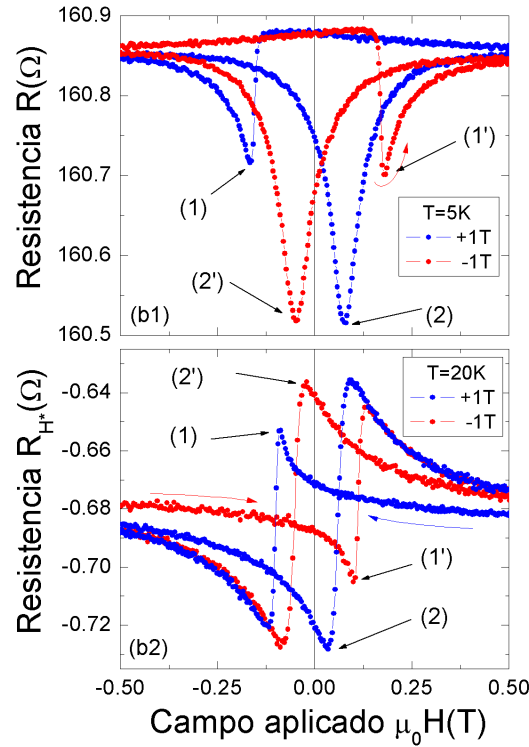 160.9
160.8
160.7
160.6
160.5
Resistencia R(Ω)
(1)
(1')
(2')
(2)
T=5K
+1T
-1T
(b1)
-0.64
-0.66
-0.68
-0.70
-0.72
Resistencia R_H*(Ω)
(2')
(1)
T=20K
+1T
-1T
(1')
(2)
(b2)
-0.50
-0.25
0.00
0.25
0.50
Campo aplicado μ₀H(T)